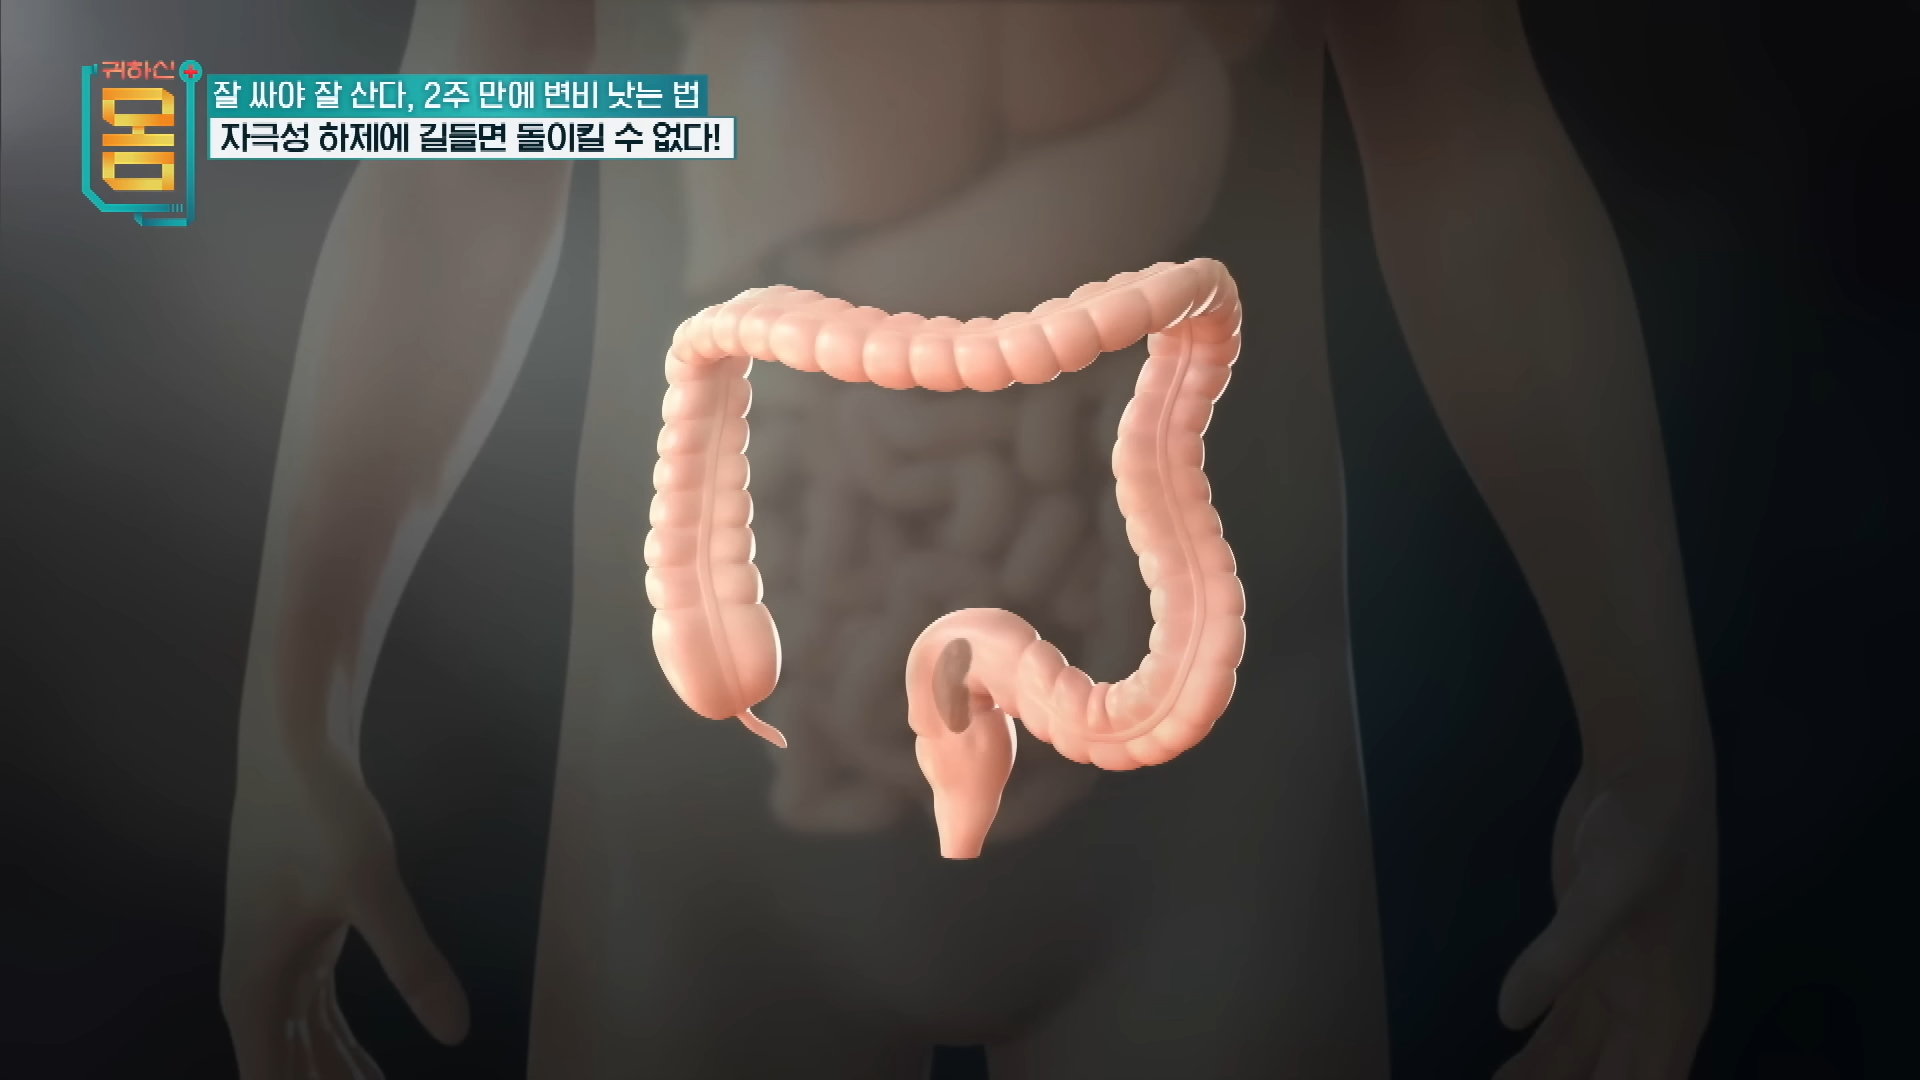 귀하신
몸
잘 싸야 잘 산다, 2주 만에 변비 낫는 법
자극성 하제에 길들면 돌이킬 수 없다!